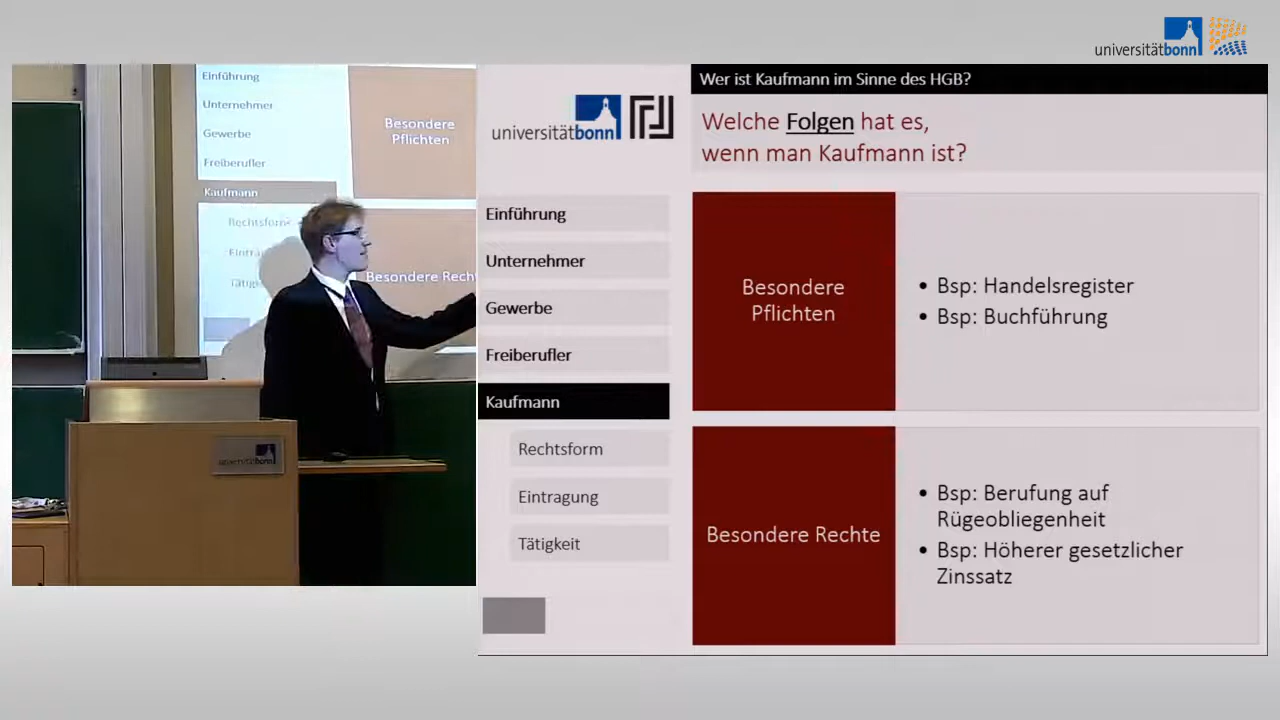 universitätbonn
Einführung
Unternehmer
Gewerbe
Freiberufler
Kaufmann
Rechtsform
Besondere
Pflichten
universitätbonn
universitätbonn
Einführung
Unternehmer
Gewerbe
Freiberufler
Kaufmann
Rechtsform
Eintragung
Tätigkeit
Wer ist Kaufmann im Sinne des HGB?
Welche Folgen hat es,
wenn man Kaufmann ist?
Besondere
Pflichten
• Bsp: Handelsregister
• Bsp: Buchführung
Besondere Rechte
• Bsp: Berufung auf
Rügeobliegenheit
• Bsp: Höherer gesetzlicher
Zinssatz